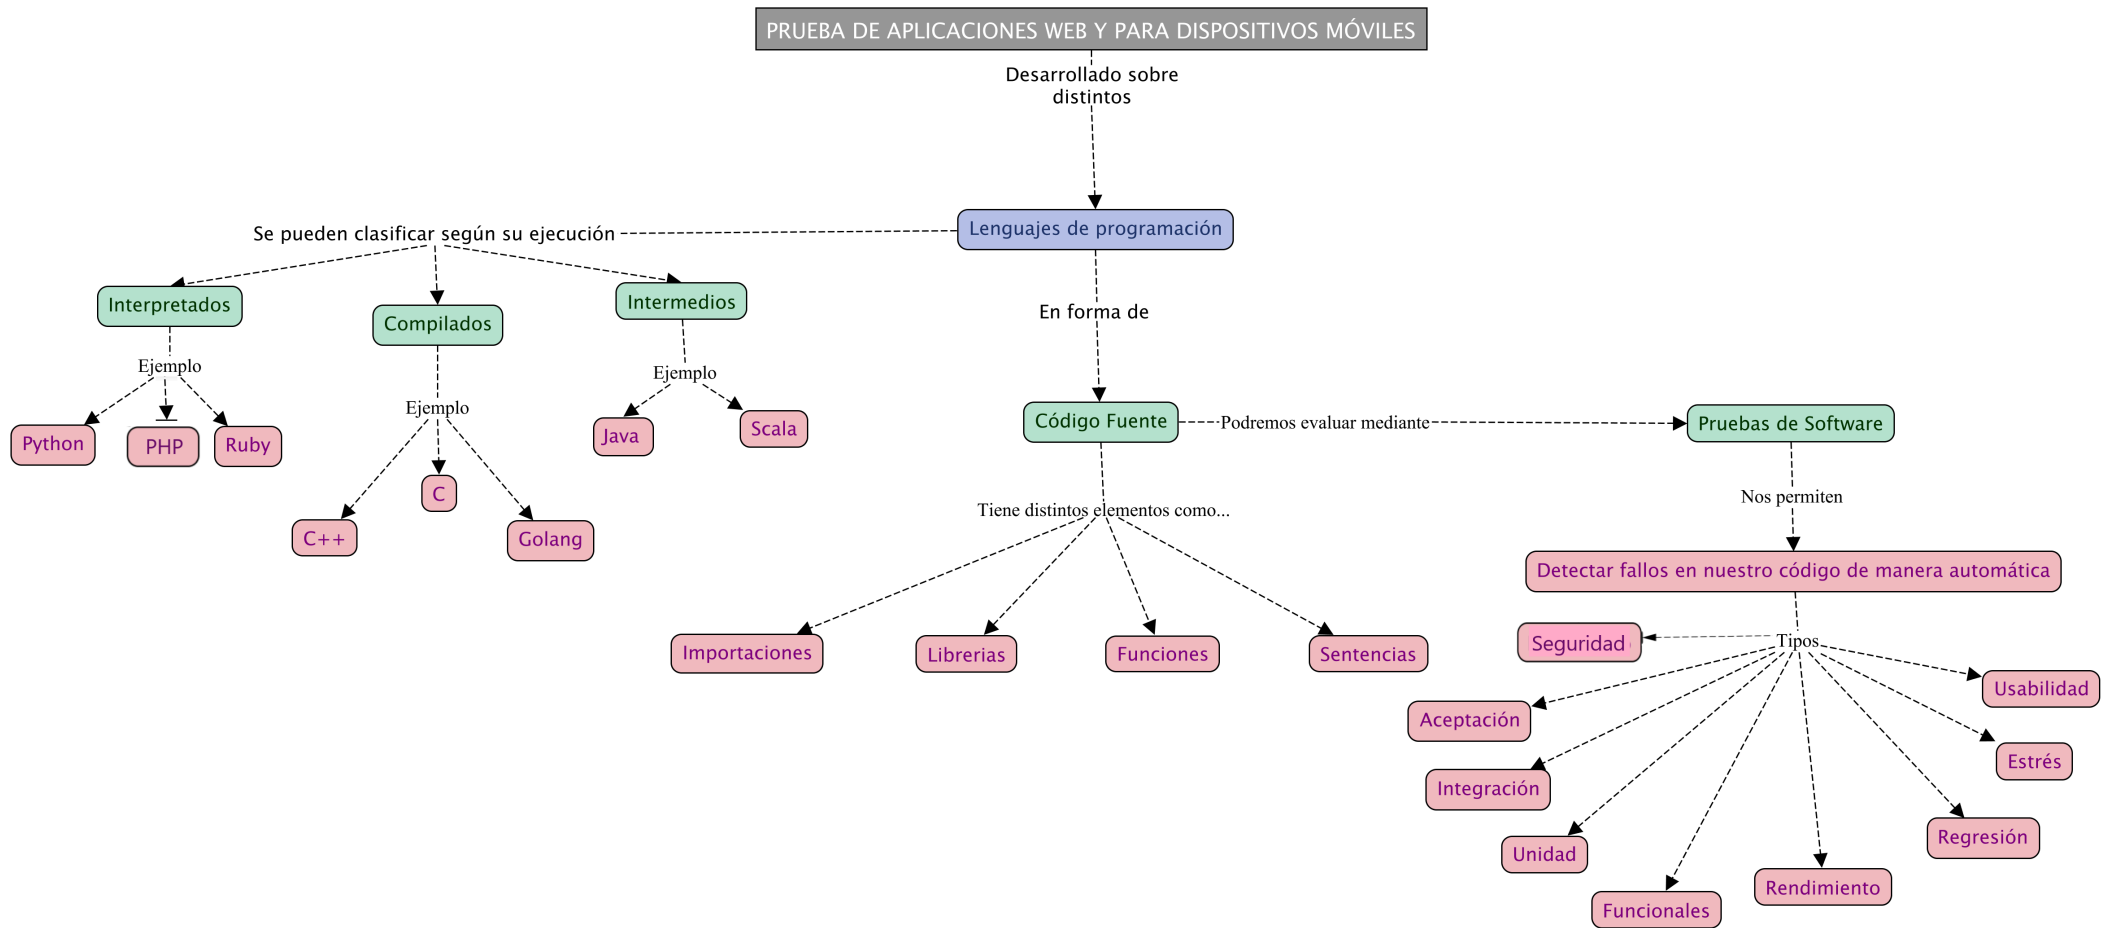 PRUEBA DE APLICACIONES WEB Y PARA DISPOSITIVOS MÓVILES
Desarrollado sobre
distintos
Lenguajes de programación
Se pueden clasificar según su ejecución
Interpretados
Compilados
Intermedios
Ejemplo
Python
PHP
Ruby
Ejemplo
C++
C
Golang
Ejemplo
Java
Scala
En forma de
Código Fuente
Podremos evaluar mediante
Pruebas de Software
Tiene distintos elementos como...
Importaciones
Librerias
Funciones
Sentencias
Nos permiten
Detectar fallos en nuestro código de manera automática
Tipos
Seguridad
Aceptación
Integración
Unidad
Funcionales
Rendimiento
Regresión
Estrés
Usabilidad